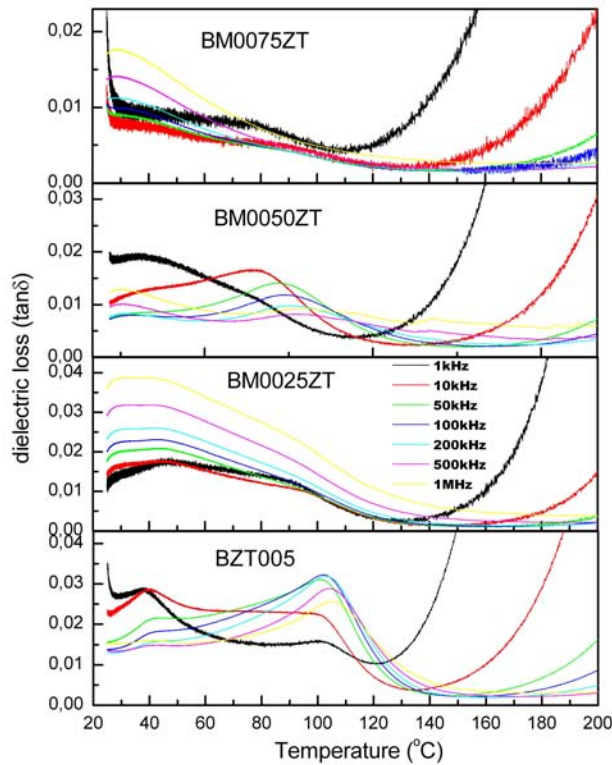 BM0075ZT
0,02
0,01
0,00
BM0050ZT
0,03
0,02
0,01
0,00
BM0025ZT
0,04
0,03
0,02
0,01
0,00
1kHz
10kHz
50kHz
100kHz
200kHz
500kHz
1MHz
BZT005
0,04
0,03
0,02
0,01
0,00
20 40 60 80 100 120 140 160 180 200
Temperature (°C)
dielectric loss (tanδ)